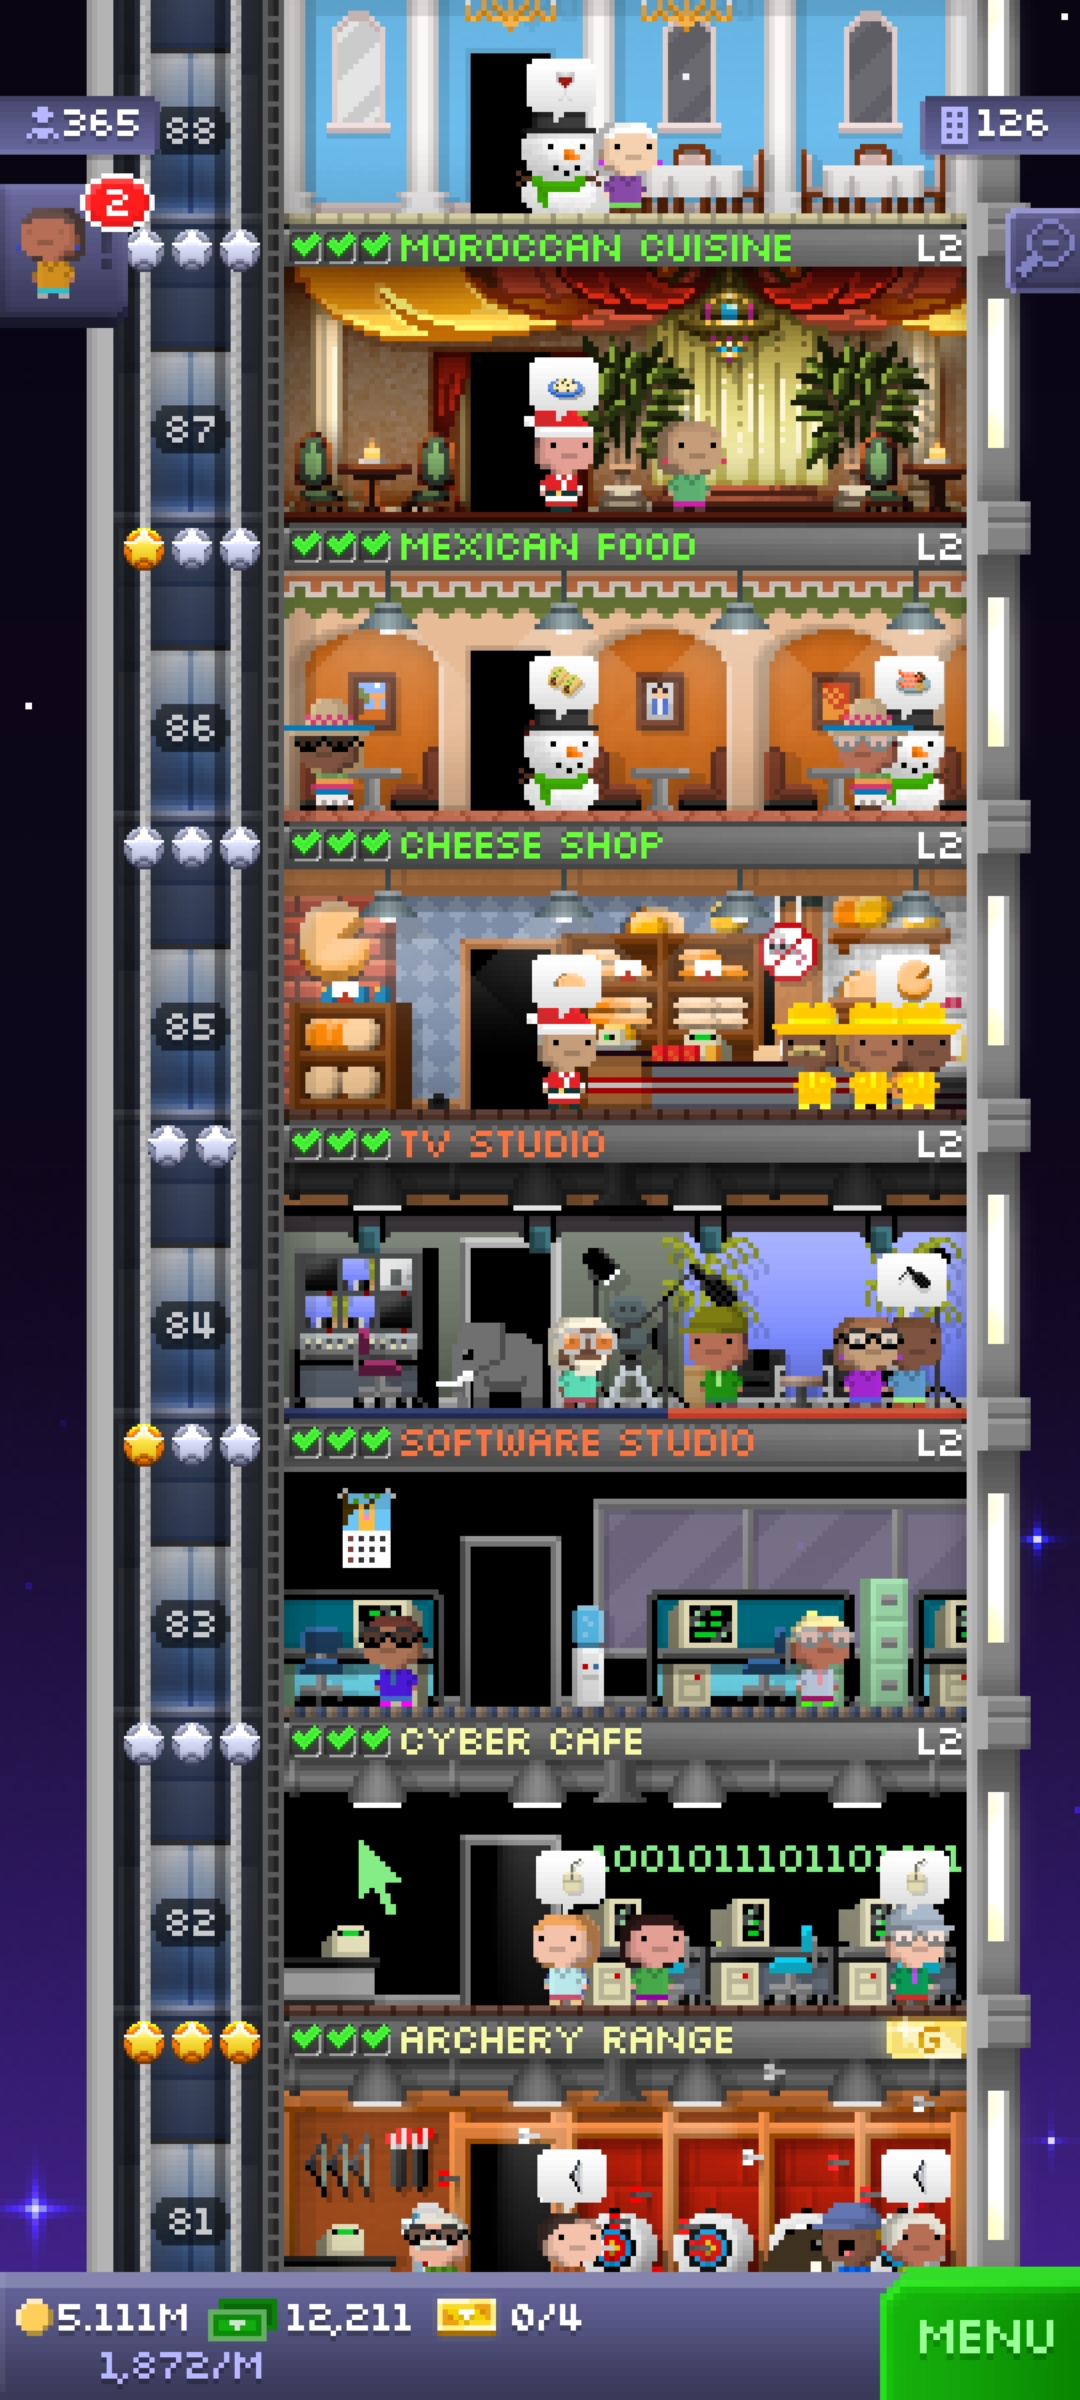 365
88
126
2
MOROCCAN CUISINE L2
87
MEXICAN FOOD L2
86
CHEESE SHOP L2
85
TV STUDIO L2
84
SOFTWARE STUDIO L2
83
CYBER CAFE L2
82
ARCHERY RANGE G
81
5.111M 12,211 0/4
1,872/M
MENU